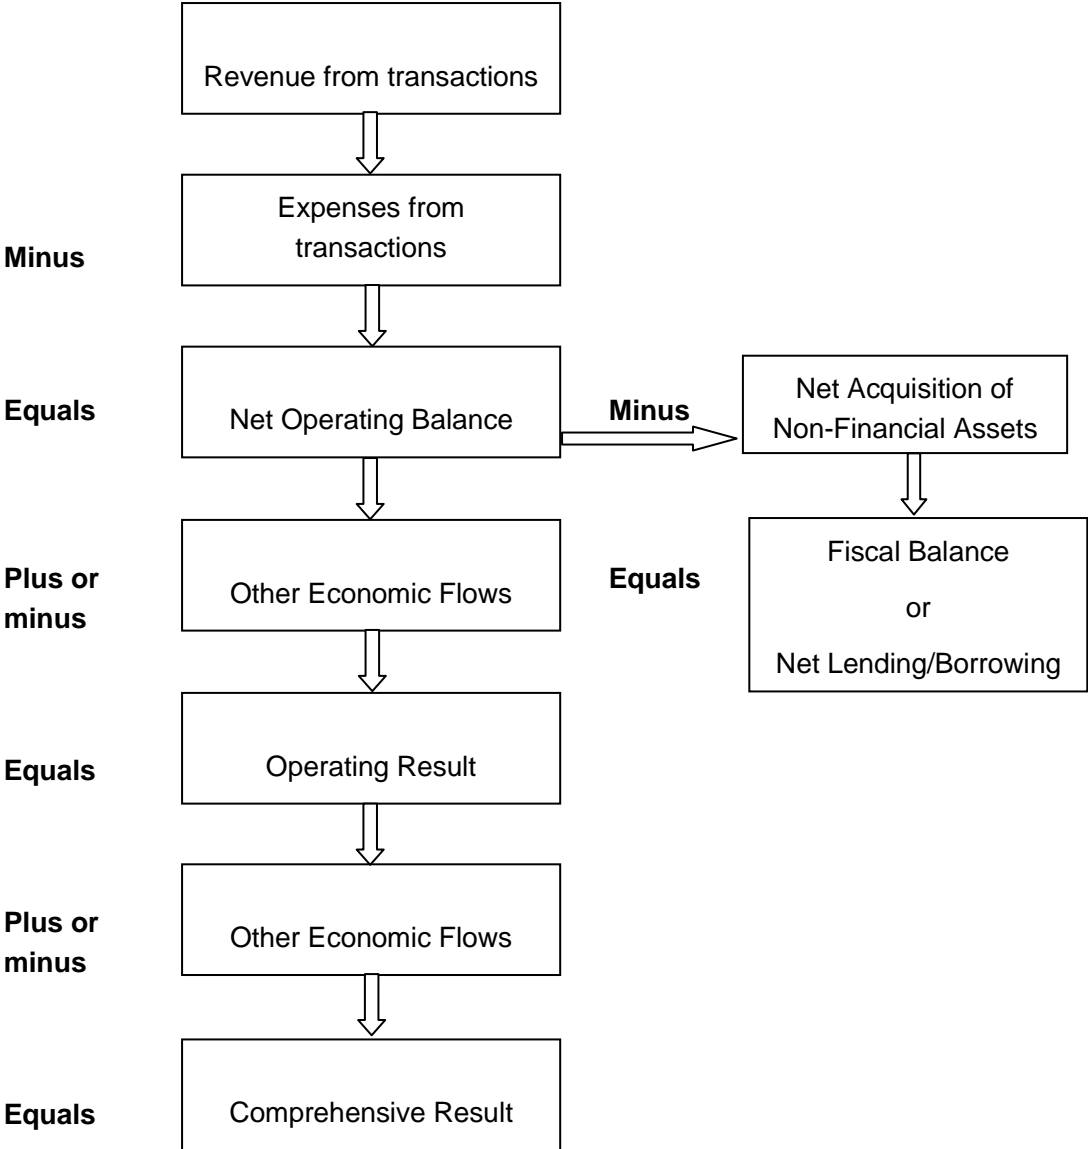 Revenue from transactions
Minus
Expenses from
transactions
Equals
Net Operating Balance
Minus
Net Acquisition of
Non-Financial Assets
Plus or
minus
Other Economic Flows
Equals
Fiscal Balance
or
Net Lending/Borrowing
Equals
Operating Result
Plus or
minus
Other Economic Flows
Equals
Comprehensive Result